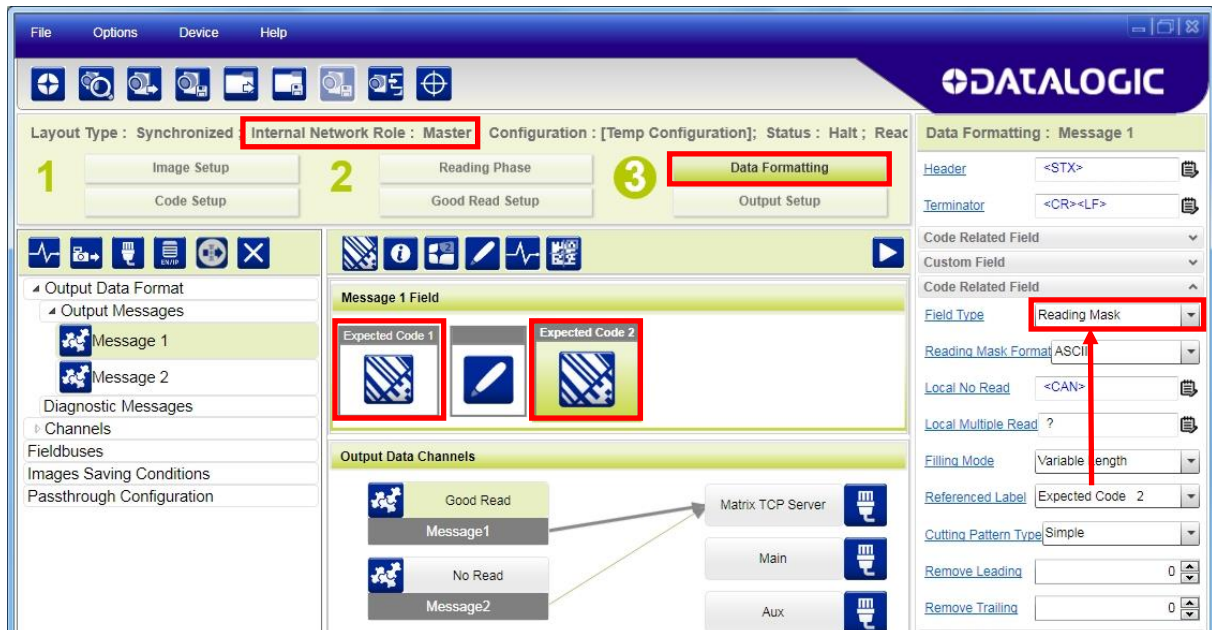 File Options Device Help
DATALOGIC
Layout Type : Synchronized ; Internal Network Role : Master Configuration : [Temp Configuration]; Status : Halt ; Reac
1 Image Setup 2 Reading Phase 3 Data Formatting
Code Setup Good Read Setup Output Setup
Output Data Format
Output Messages
Message 1
Message 2
Diagnostic Messages
Channels
Fieldbuses
Images Saving Conditions
Passthrough Configuration
EN/IP
Message 1 Field
Expected Code 1 Expected Code 2
Output Data Channels
Good Read
Message1
No Read
Message2
Matrix TCP Server
Main
Aux
Data Formatting : Message 1
Header <STX>
Terminator <CR><LF>
Code Related Field
Custom Field
Code Related Field
Field Type Reading Mask
Reading Mask Format ASCII
Local No Read <CAN>
Local Multiple Read ?
Filling Mode Variable Length
Referenced Label Expected Code 2
Cutting Pattern Type Simple
Remove Leading 0
Remove Trailing 0